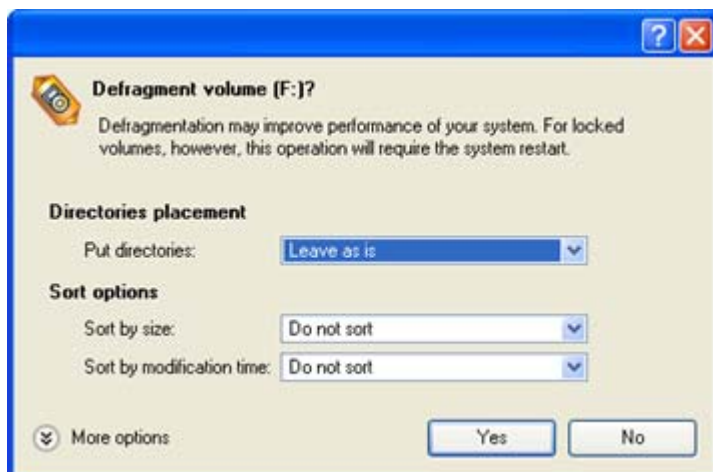 ?
Defragment volume (F:)?
Defragmentation may improve performance of your system. For locked
volumes, however, this operation will require the system restart.
Directories placement
Put directories: Leave as is
Sort options
Sort by size: Do not sort
Sort by modification time: Do not sort
More options Yes No